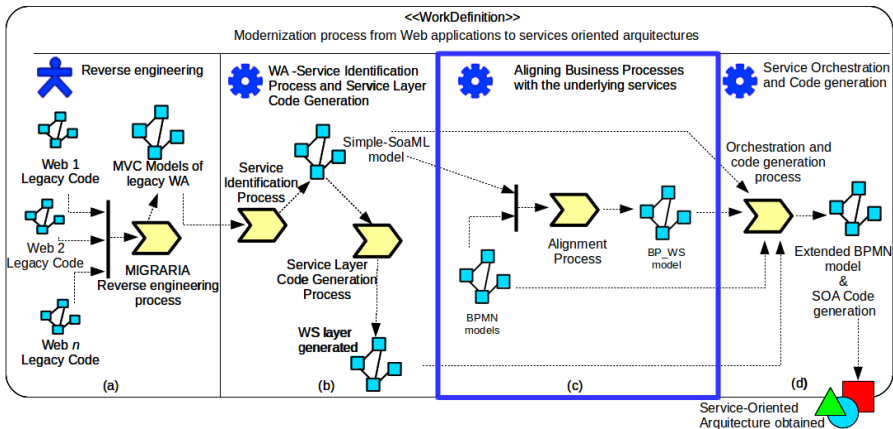 <<WorkDefinition>>
Modernization process from Web applications to services oriented arquitectures
Reverse engineering
Web 1
Legacy Code
MVC Models of
legacy WA
Web 2
Legacy Code
MIGRARIA
Reverse engineering
process
Web n
Legacy Code
(a)
WA -Service Identification
Process and Service Layer
Code Generation
Simple-SoaML
model
Service
Identification
Process
Service Layer
Code Generation
Process
WS layer
generated
(b)
Aligning Business Processes
with the underlying services
Alignment
Process
BP_WS
model
BPMN
models
(c)
Service Orchestration
and Code generation
Orchestration and
code generation
process
Extended BPMN
model
&
SOA Code
generation
(d)
Service-Oriented
Arquitecture obtained